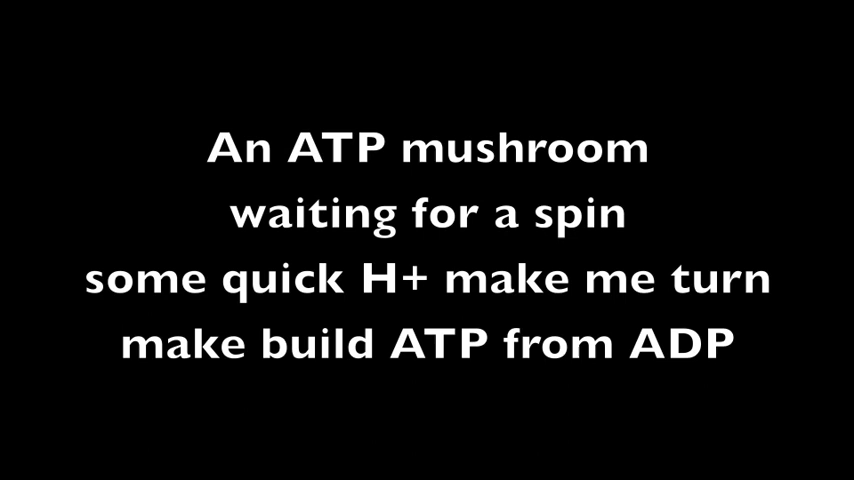 An ATP mushroom
waiting for a spin
some quick H+ make me turn
make build ATP from ADP